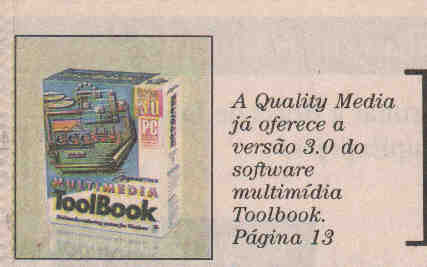 3.0
PC
MULTIMEDIA
ToolBook
A Quality Media
já oferece a
versão 3.0 do
software
multimídia
Toolbook.
Página 13